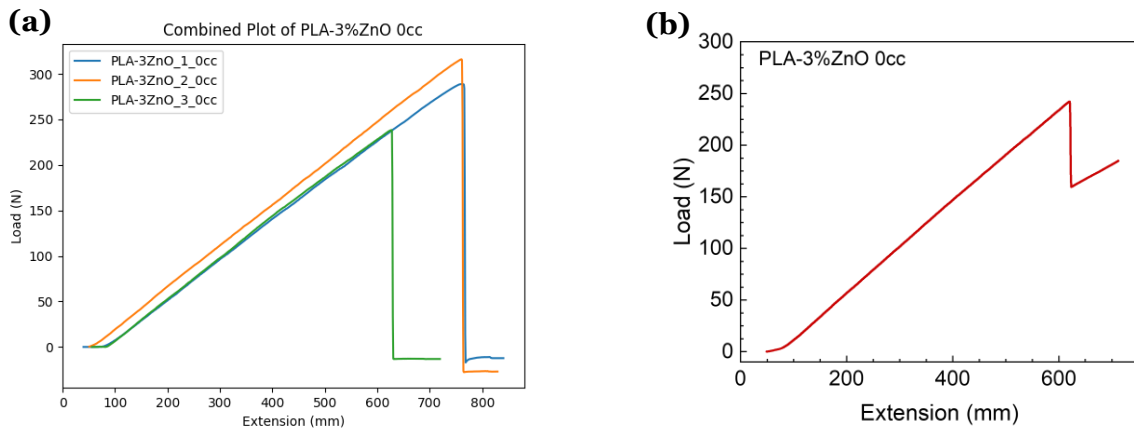 (a)
Combined Plot of PLA-3%ZnO 0cc
PLA-3ZnO_1_0cc
PLA-3ZnO_2_0cc
PLA-3ZnO_3_0cc
300
250
200
150
100
50
0
Load (N)
0 100 200 300 400 500 600 700 800
Extension (mm)
(b)
PLA-3%ZnO 0cc
300
250
200
150
100
50
0
Load (N)
0 200 400 600
Extension (mm)